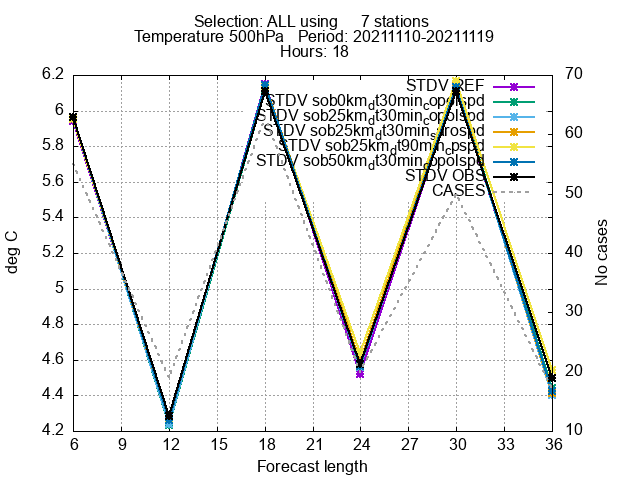 Selection: ALL using 7 stations
Temperature 500hPa Period: 20211110-20211119
Hours: 18
STDV REF
STDV sob0km_dt30min_copolspd
STDV sob25km_dt30min_copolspd
STDV sob25km_dt30min_
STDV sob25km_dt90min_cpspd
STDV sob50km_dt30min_copolspd
STDV OBS
CASES
6.2
6
5.8
5.6
5.4
5.2
5
4.8
4.6
4.4
4.2
70
60
50
40
30
20
10
deg C
No cases
6 9 12 15 18 21 24 27 30 33 36
Forecast length